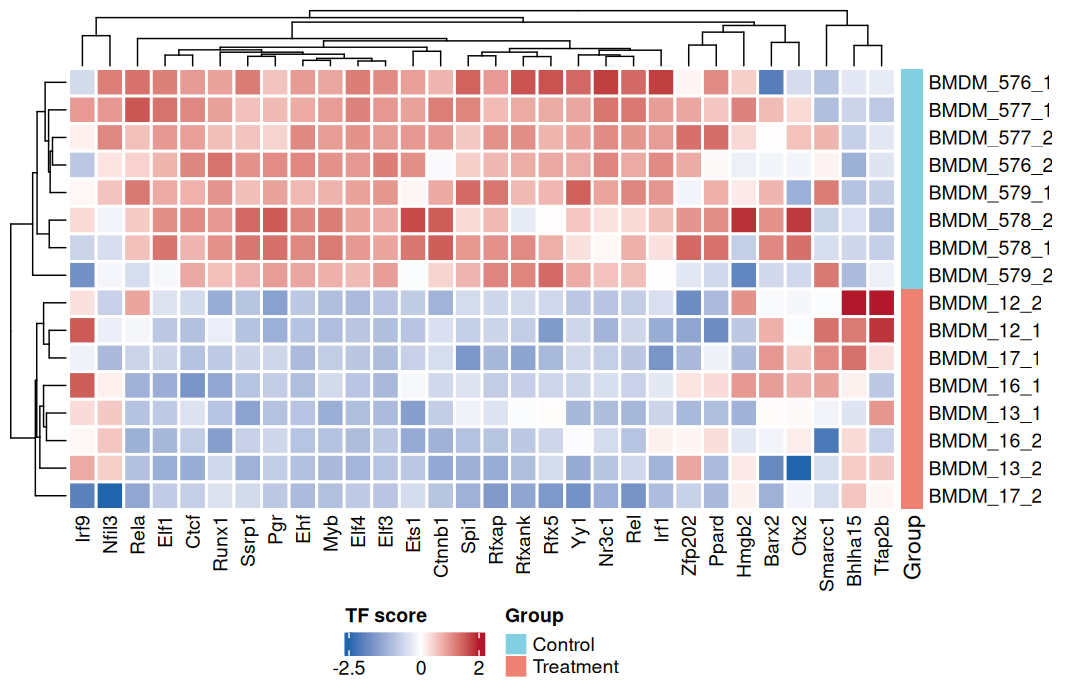 BMDM_576_1
BMDM_577_1
BMDM_577_2
BMDM_576_2
BMDM_579_1
BMDM_578_2
BMDM_578_1
BMDM_579_2
BMDM_12_2
BMDM_12_1
BMDM_17_1
BMDM_16_1
BMDM_13_1
BMDM_16_2
BMDM_13_2
BMDM_17_2
Irf9
Nfil3
Rela
Elf1
Ctcf
Runx1
Ssrp1
Pgr
Ehf
Myb
Elf4
Elf3
Ets1
Ctnnb1
Spi1
Rfxap
Rfxank
Rfx5
Yy1
Nr3c1
Rel
Irf1
Zfp202
Ppard
Hmgb2
Barx2
Otx2
Smarcc1
Bhlha15
Tfap2b
Group
TF score
-2.5 0 2
Group
Control
Treatment